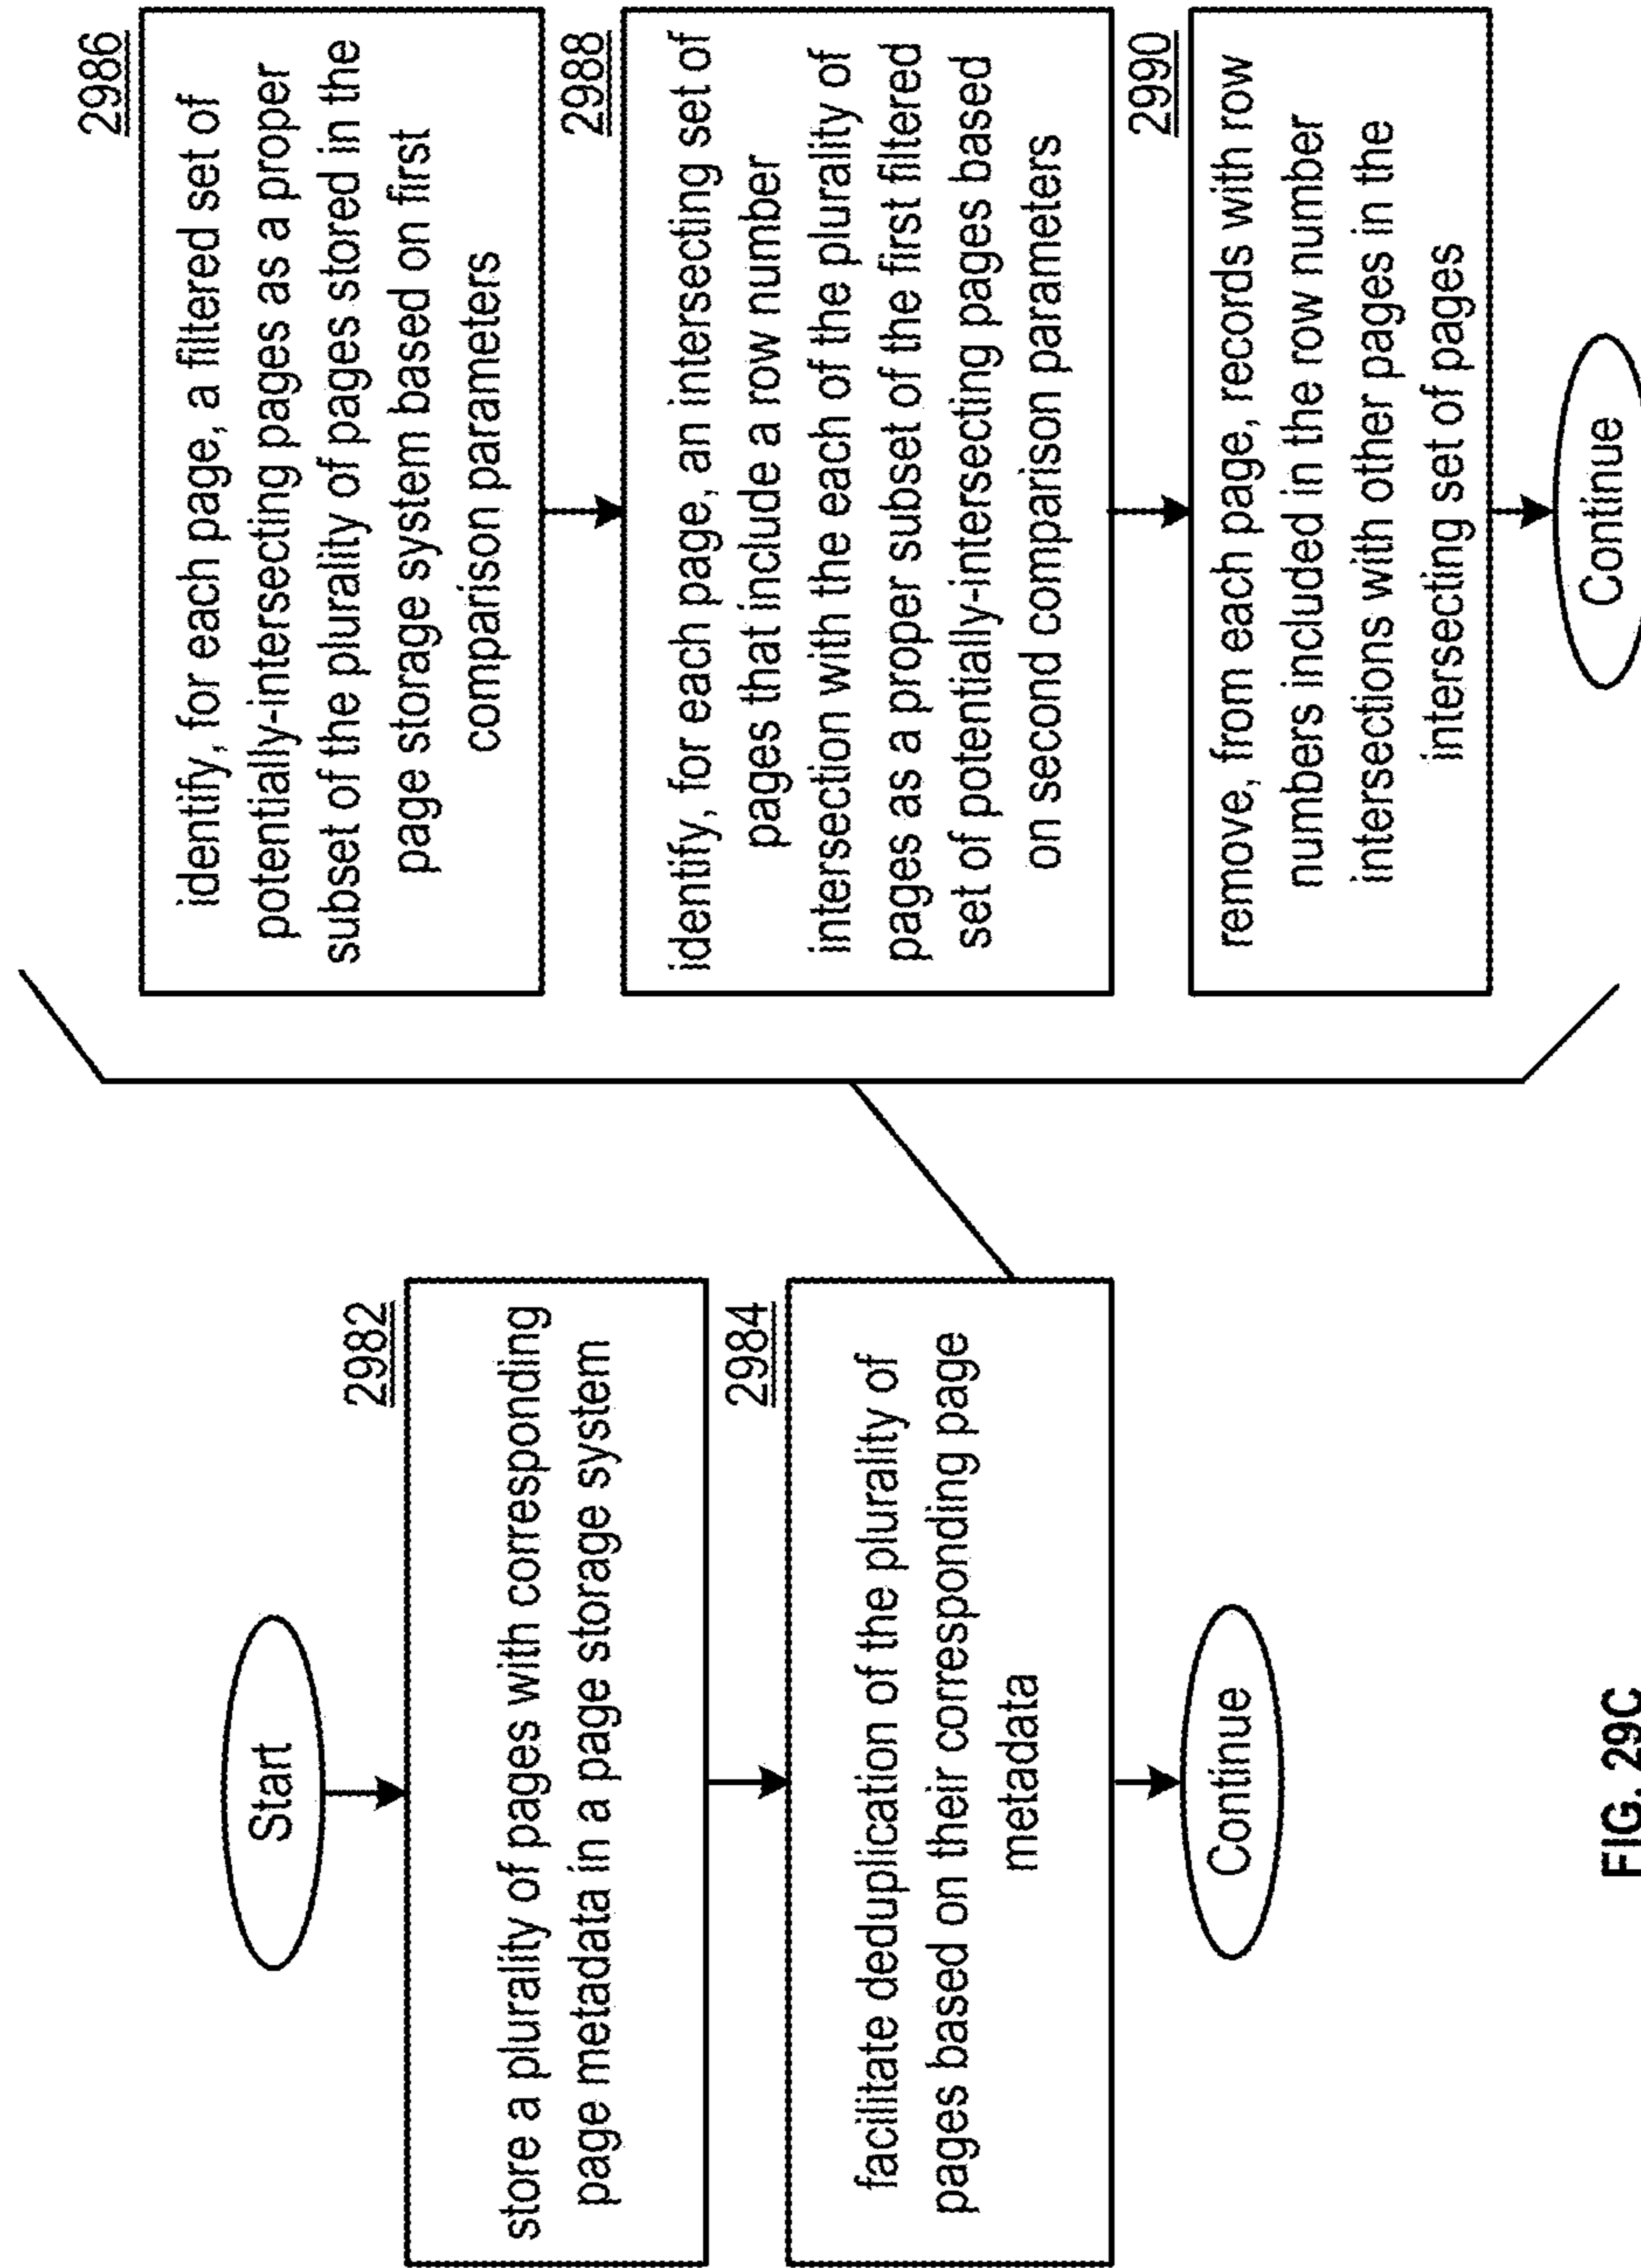 Start
2982
store a plurality of pages with corresponding
page metadata in a page storage system
2984
facilitate deduplication of the plurality of
pages based on their corresponding page
metadata
Continue
2986
identify, for each page, a filtered set of
potentially-intersecting pages as a proper
subset of the plurality of pages stored in the
page storage system based on first
comparison parameters
2988
identify, for each page, an intersecting set of
pages that include a row number
intersection with the each of the plurality of
pages as a proper subset of the first filtered
set of potentially-intersecting pages based
on second comparison parameters
2990
remove, from each page, records with row
numbers included in the row number
intersections with other pages in the
intersecting set of pages
Continue
FIG. 29C